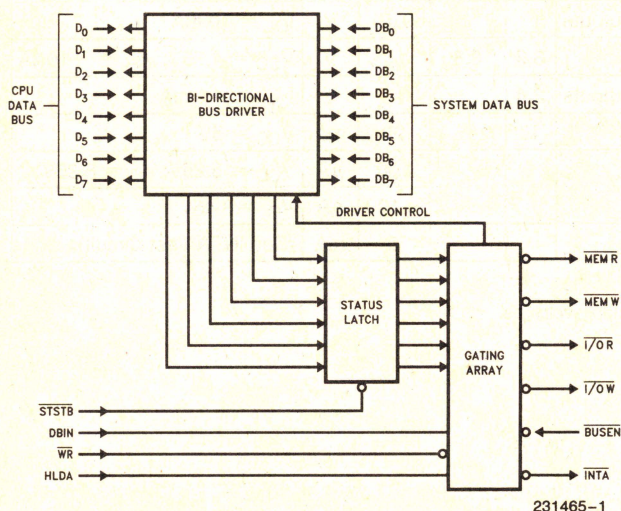 CPU
DATA
BUS
D0
D1
D2
D3
D4
D5
D6
D7
BI-DIRECTIONAL
BUS DRIVER
DB0
DB1
DB2
DB3
DB4
DB5
DB6
DB7
SYSTEM DATA BUS
DRIVER CONTROL
STATUS
LATCH
GATING
ARRAY
MEM R
MEM W
I/O R
I/O W
BUSEN
INTA
STSTB
DBIN
WR
HLDA
231465-1